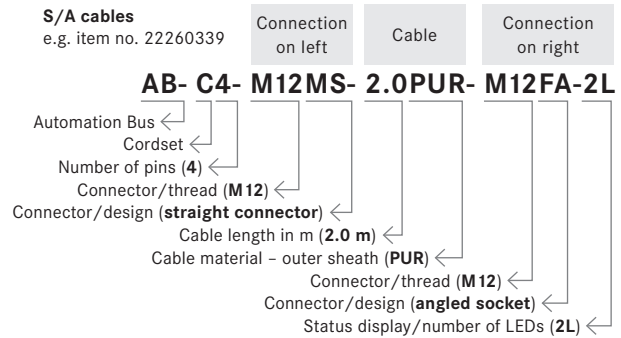 S/A cables
e.g. item no. 22260339
Connection
on left
Cable
Connection
on right
AB- C4- M12MS- 2.0PUR- M12FA-2L
Automation Bus
Cordset
Number of pins (4)
Connector/thread (M12)
Connector/design (straight connector)
Cable length in m (2.0 m)
Cable material – outer sheath (PUR)
Connector/thread (M12)
Connector/design (angled socket)
Status display/number of LEDs (2L)